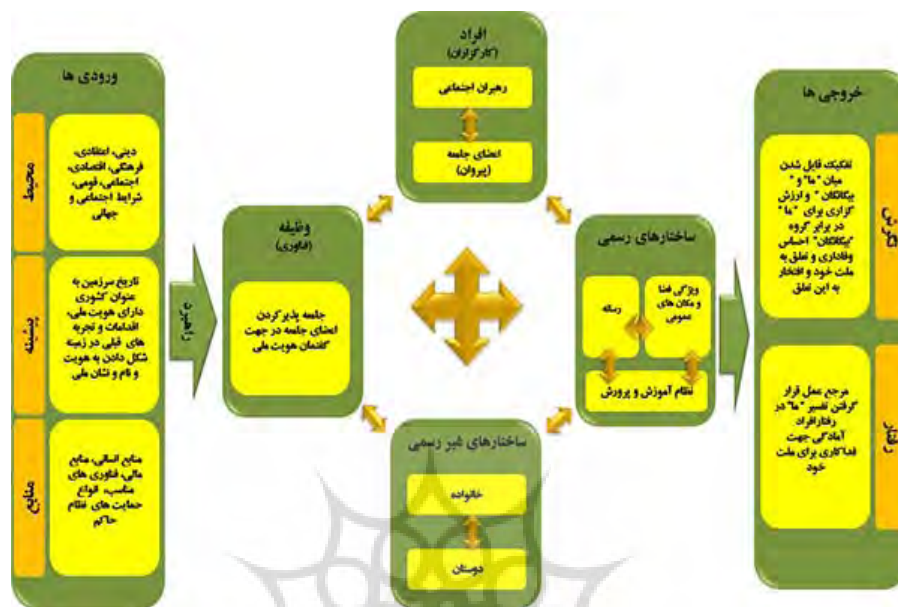 افراد
(کارگزاران)
رهبران اجتماعی
اعضای جامعه
(پیروان)
خروجی ها
نگرش
تفکیک قایل شدن
میان "ما" و "
بیگانگان " و ارزش
گزاری برای "ما "
در برابر گروه
"بیگانگان" احساس
وفاداری و تعلق به
ملت خود و افتخار
به این تعلق
رفتار
مرجع عمل قرار
گرفتن تفسیر "ما" در
رفتارافراد
آمادگی جهت
فداکاری برای ملت
خود
ساختارهای رسمی
ویژگی فضا
و مکان های
عمومی
رسانه
نظام آموزش و پرورش
وظیفه
(فناوری)
جامعه پذیرکردن
اعضای جامعه در جهت
گفتمان هویت ملی
ساختارهای غیر رسمی
خانواده
دوستان
راهبرد
ورودی ها
محیط
دینی، اعتقادی،
فرهنگی، اقتصادی،
اجتماعی، قومی،
شرایط اجتماعی و
جهانی
پیشینه
تاریخ سرزمین به
عنوان کشوری
دارای هویت ملی،
اقدامات و تجربه
های قبلی در زمینه
شکل دادن به هویت
و نام و نشان ملی
منابع
منابع انسانی، منابع
مالی، فناوری های
مناسب، انواع
حمایت های نظام
حاکم